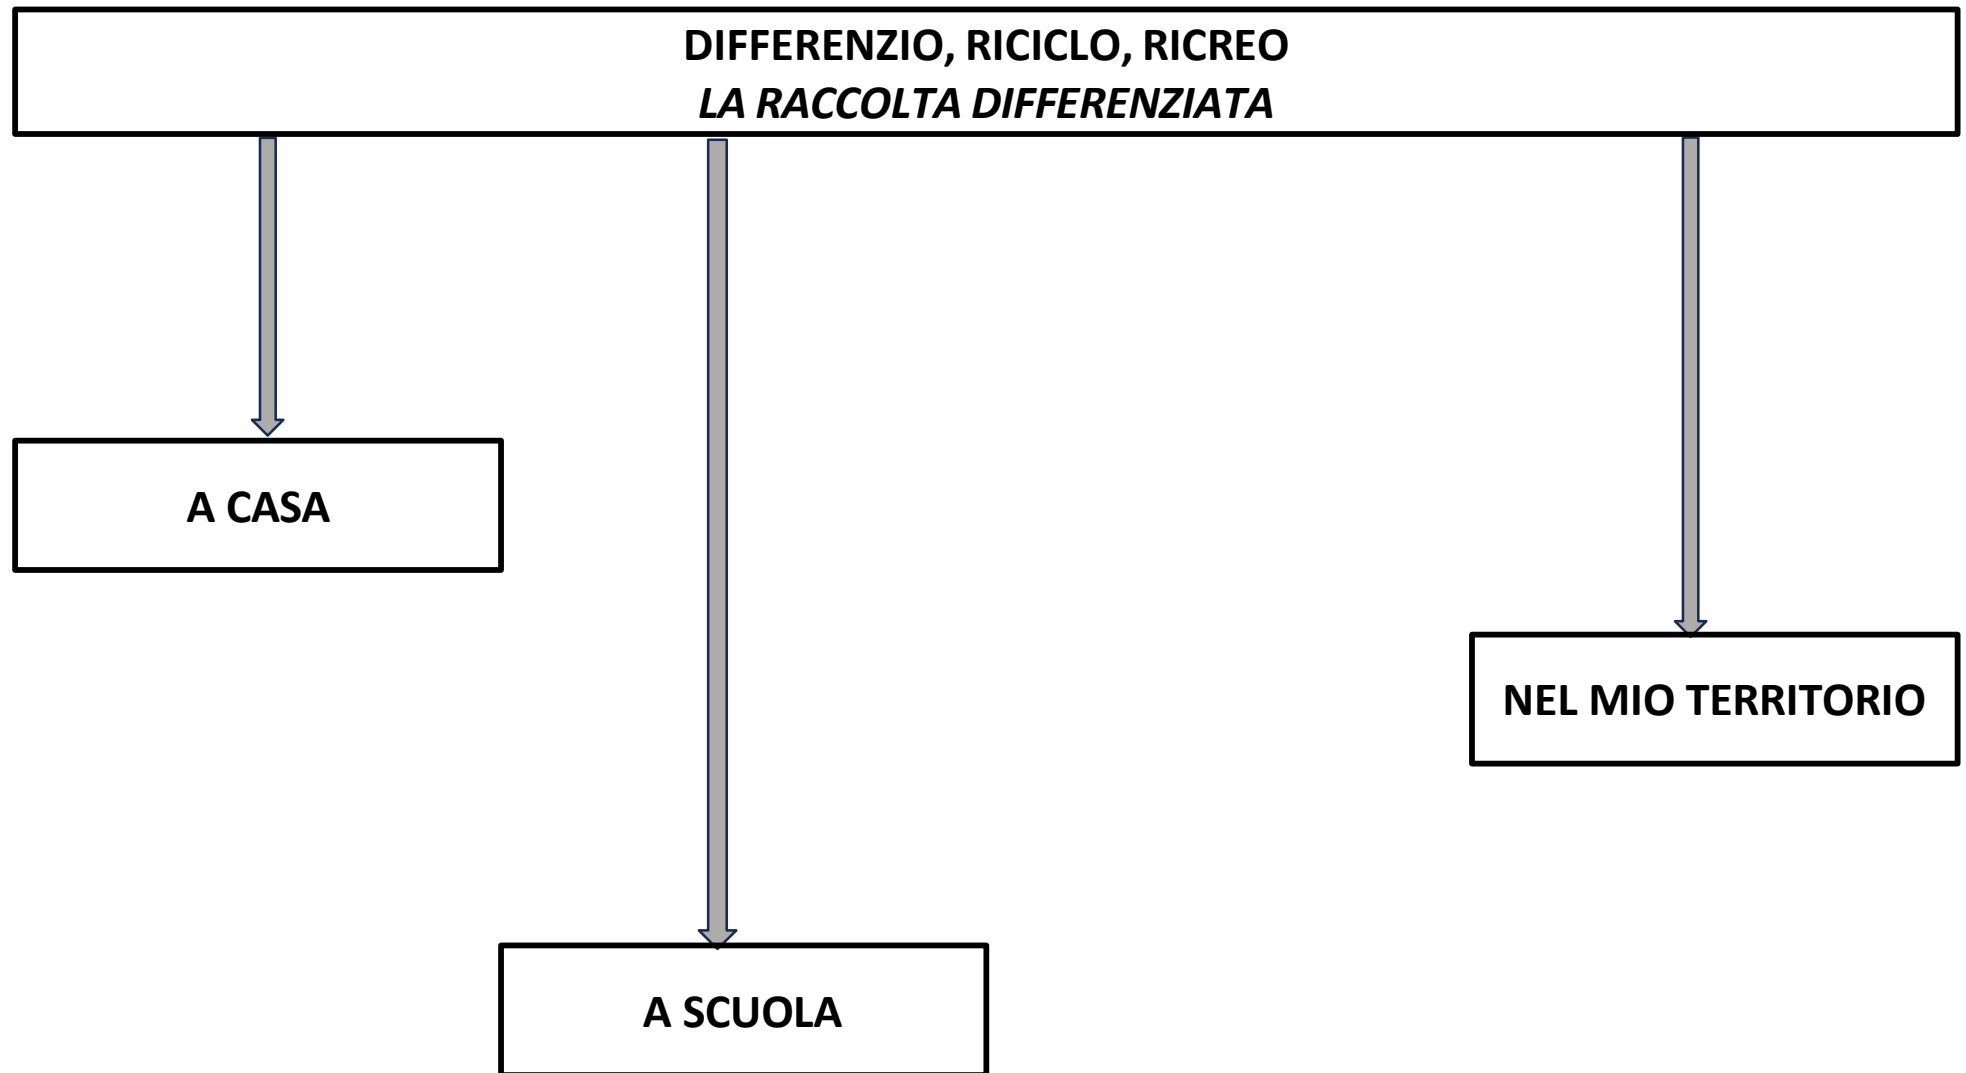 DIFFERENZIO, RICICLO, RICREO
LA RACCOLTA DIFFERENZIATA
A CASA
NEL MIO TERRITORIO
A SCUOLA